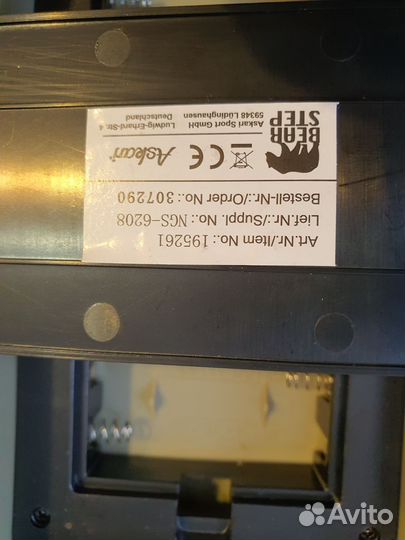 Art.Nr./Item No.: 195261
Lief.Nr.:/Suppl. No.: NGS-6208
Bestell-Nr.:/Order No.: 307290
BEAR
STEP
CE
Askari
Askari Sport GmbH
Ludwig-Erhard-Str. 4
59348 Lüdinghausen
Deutschland
Avito